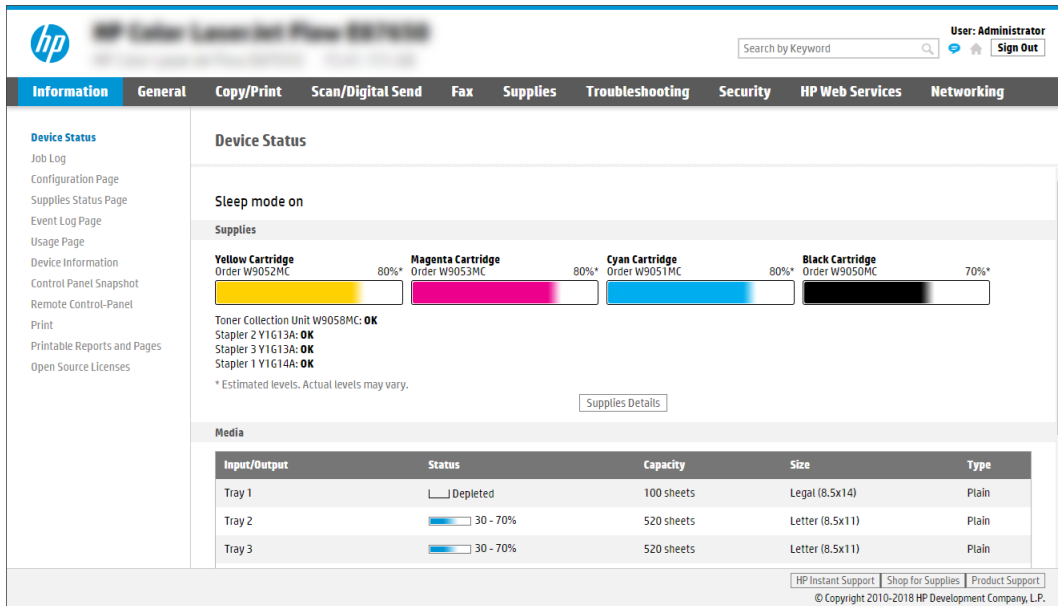 hp
User: Administrator
Search by Keyword
Sign Out
Information General Copy/Print Scan/Digital Send Fax Supplies Troubleshooting Security HP Web Services Networking
Device Status
Job Log
Configuration Page
Supplies Status Page
Event Log Page
Usage Page
Device Information
Control Panel Snapshot
Remote Control-Panel
Print
Printable Reports and Pages
Open Source Licenses
Device Status
Sleep mode on
Supplies
Yellow Cartridge Magenta Cartridge Cyan Cartridge Black Cartridge
Order W9052MC 80%* Order W9053MC 80%* Order W9051MC 80%* Order W9050MC 70%*
Toner Collection Unit W9058MC: OK
Stapler 2 Y1G13A: OK
Stapler 3 Y1G13A: OK
Stapler 1 Y1G14A: OK
* Estimated levels. Actual levels may vary.
Supplies Details
Media
Input/Output Status Capacity Size Type
Tray 1 Depleted 100 sheets Legal (8.5x14) Plain
Tray 2 30 - 70% 520 sheets Letter (8.5x11) Plain
Tray 3 30 - 70% 520 sheets Letter (8.5x11) Plain
HP Instant Support Shop for Supplies Product Support
© Copyright 2010-2018 HP Development Company, L.P.